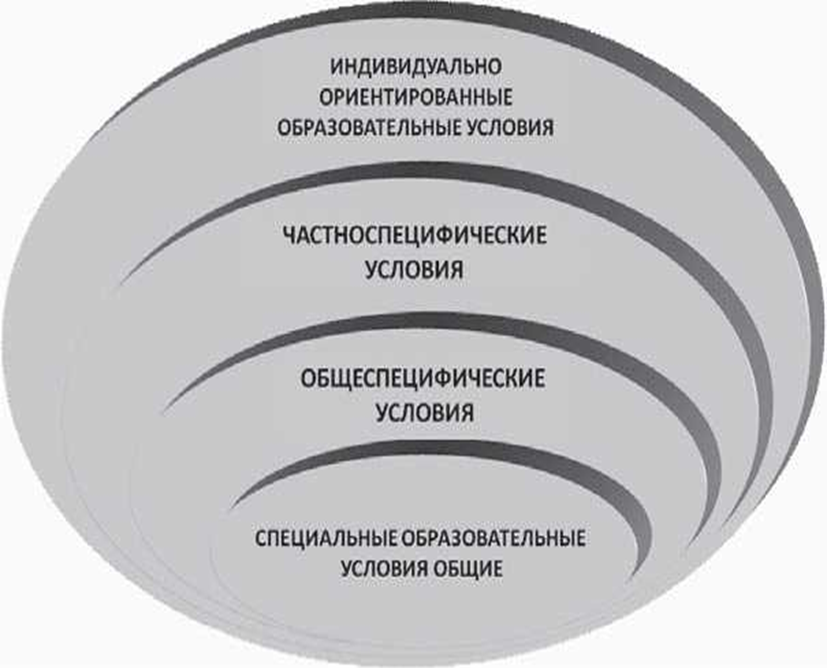 ИНДИВИДУАЛЬНО
ОРИЕНТИРОВАННЫЕ
ОБРАЗОВАТЕЛЬНЫЕ УСЛОВИЯ
ЧАСТНОСПЕЦИФИЧЕСКИЕ
УСЛОВИЯ
ОБЩЕСПЕЦИФИЧЕСКИЕ
УСЛОВИЯ
СПЕЦИАЛЬНЫЕ ОБРАЗОВАТЕЛЬНЫЕ
УСЛОВИЯ ОБЩИЕ